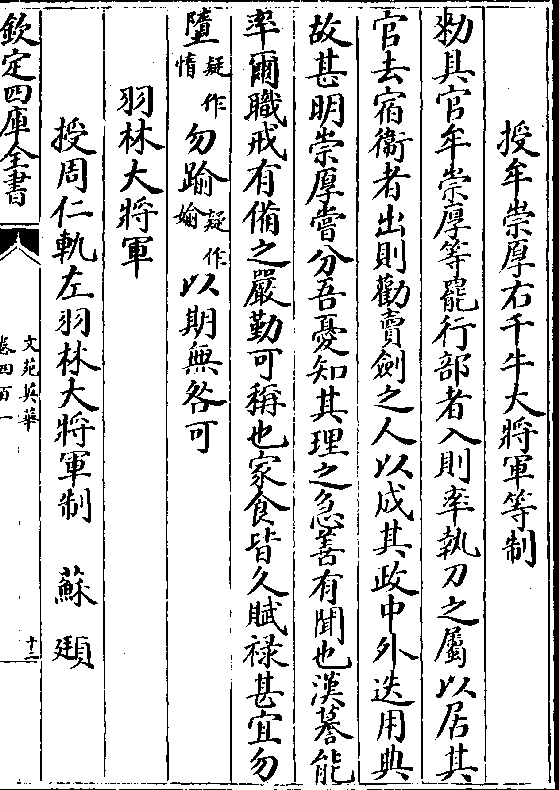 授牟崇厚右千牛大將軍等制
勑具官牟崇厚等罷行部者入則率執刀之屬以居其
官去宿衞者出則勸賣劍之人以成其政中外迭用典
故甚明崇厚嘗分吾憂知其理之急善有聞也漢蕃能
率爾職戒有備之嚴勤可稱也家食皆久賦禄甚宜勿
墮疑作惰勿踰疑作媮以期無咎可
羽林大將軍
授周仁軌左羽林大將軍制 蘇頲
欽定四庫全書
文苑英華
卷四百一
十二